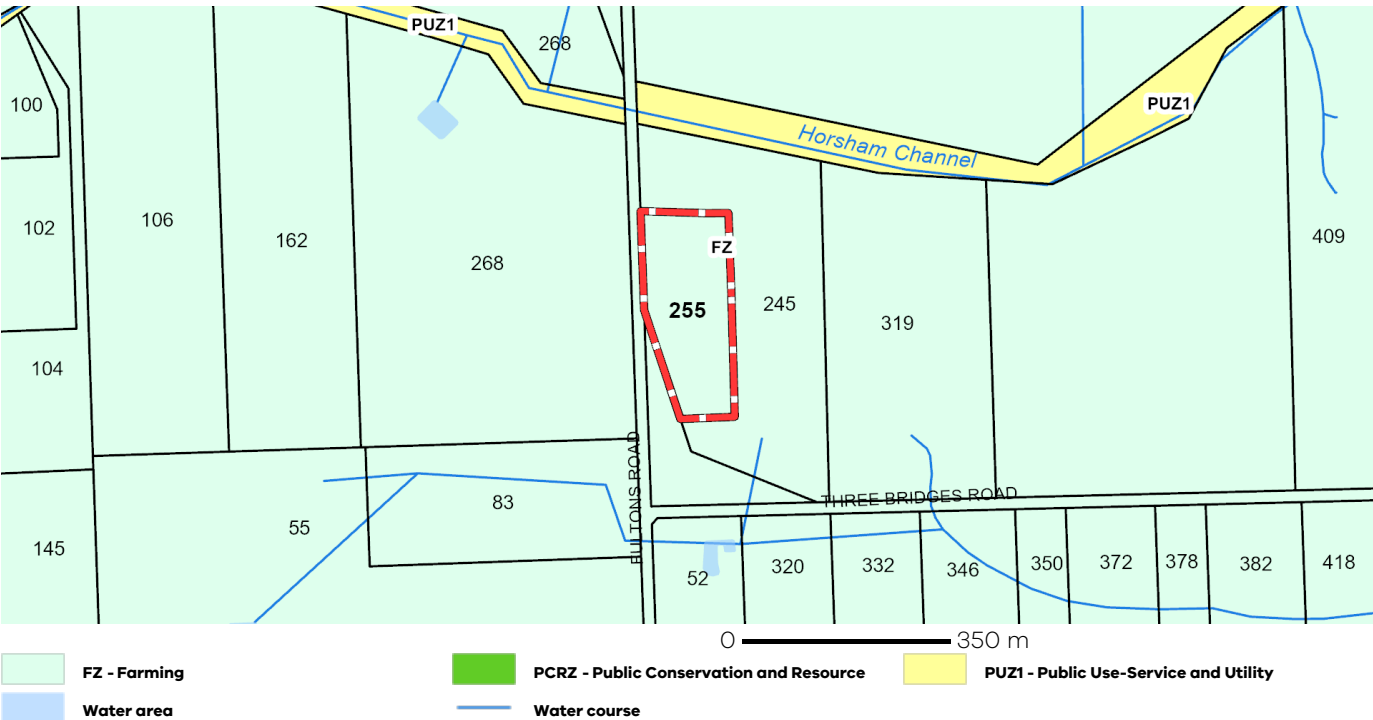 PUZ1
268
100
PUZ1
Horsham Channel
106
102
162
268
FZ
409
255
245
319
104
FULTONS ROAD
THREE BRIDGES ROAD
83
55
145
52
320
332
346
350
372
378
382
418
0 350 m
FZ - Farming
PCRZ - Public Conservation and Resource
PUZ1 - Public Use-Service and Utility
Water area
Water course